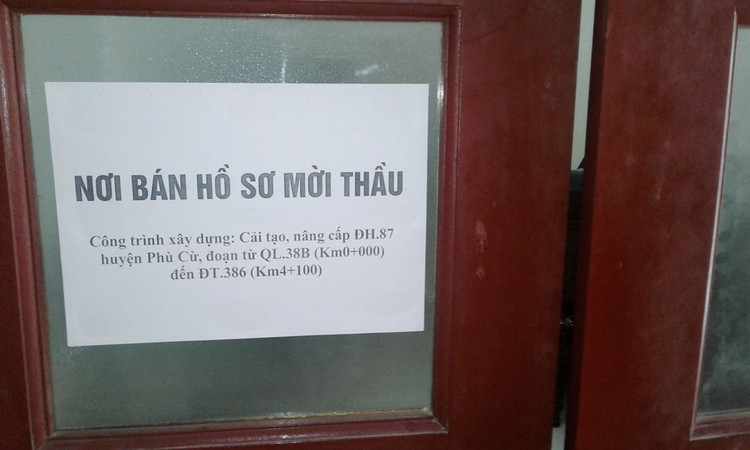 NƠI BÁN HỒ SƠ MỜI THẦU
Công trình xây dựng: Cải tạo, nâng cấp ĐH.87
huyện Phù Cừ, đoạn từ QL.38B (Km0+000)
đến ĐT.386 (Km4+100)